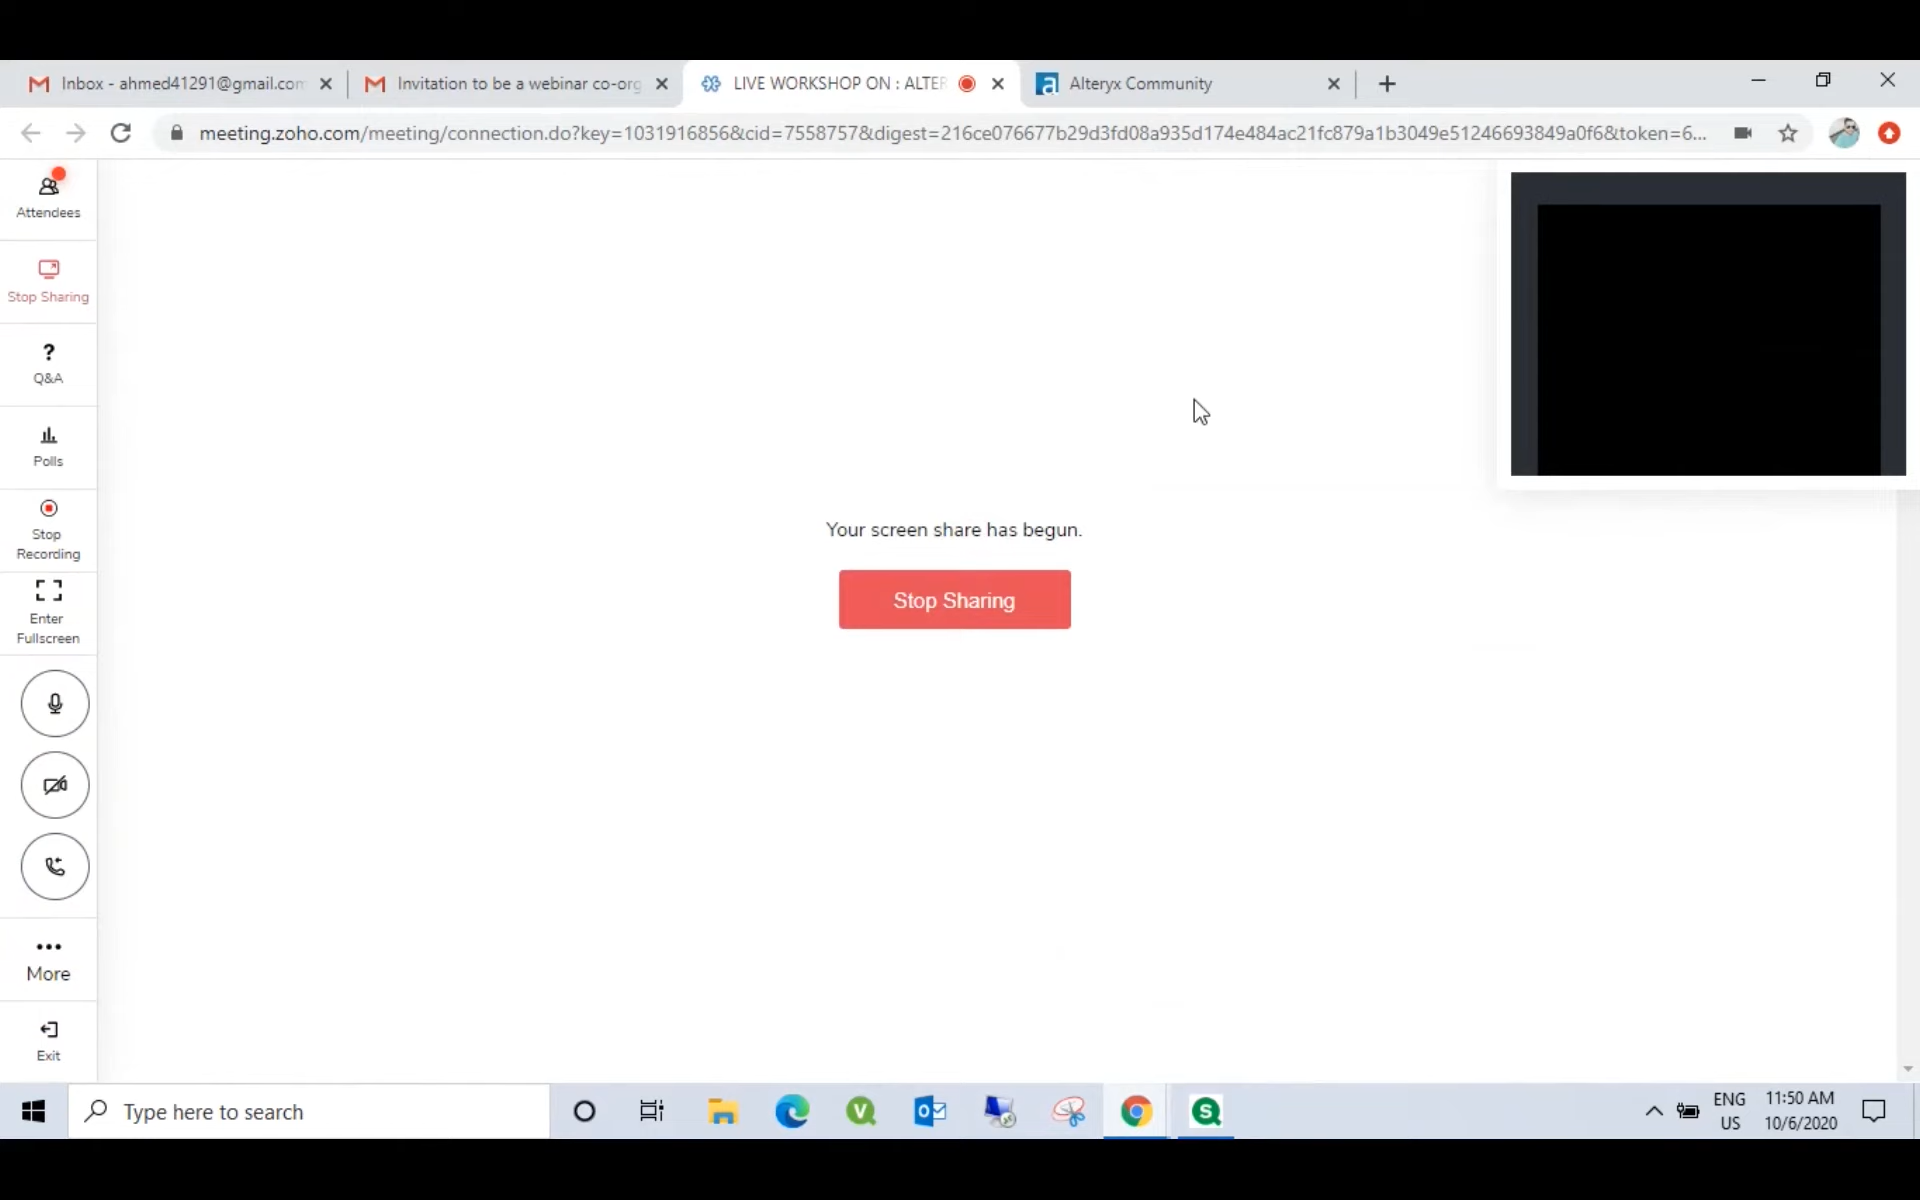 Inbox - ahmed41291@gmail.com
Invitation to be a webinar co-org
LIVE WORKSHOP ON : ALTER
Alteryx Community
meeting.zoho.com/meeting/connection.do?key=1031916856&cid=7558757&digest=216ce076677b29d3fd08a935d174e484ac21fc879a1b3049e51246693849a0f6&token=6...
Attendees
Stop Sharing
?
Q&A
Polls
Stop
Recording
Enter
Fullscreen
More
Exit
Your screen share has begun.
Stop Sharing
Type here to search
ENG
US
11:50 AM
10/6/2020